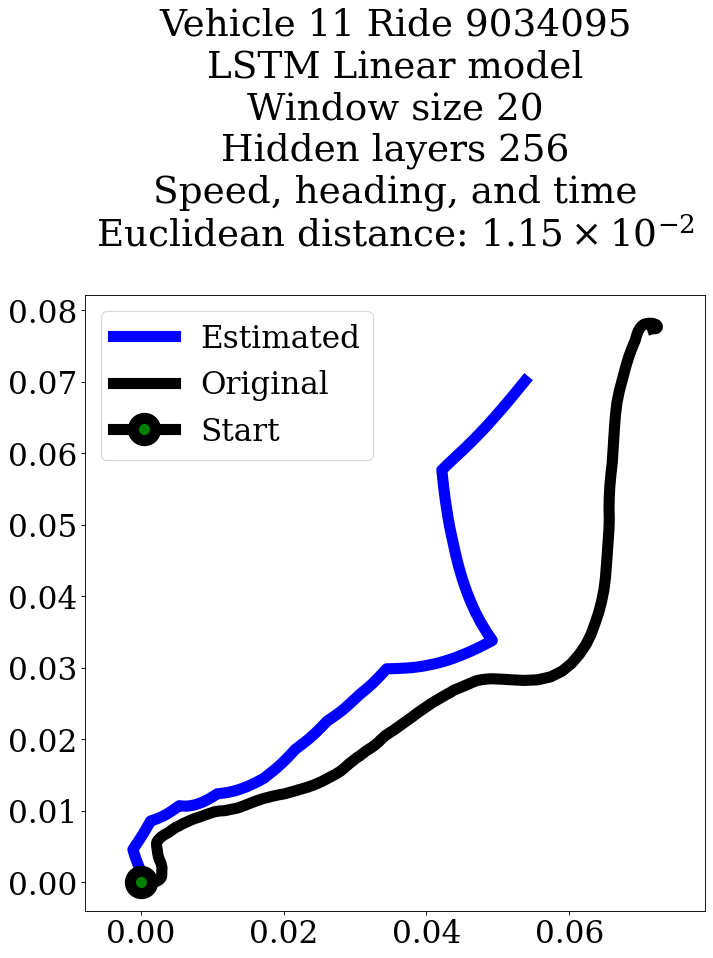 Vehicle 11 Ride 9034095
LSTM Linear model
Window size 20
Hidden layers 256
Speed, heading, and time
Euclidean distance: 1.15 × 10⁻²
0.08
0.07
0.06
0.05
0.04
0.03
0.02
0.01
0.00
Estimated
Original
Start
0.00 0.02 0.04 0.06